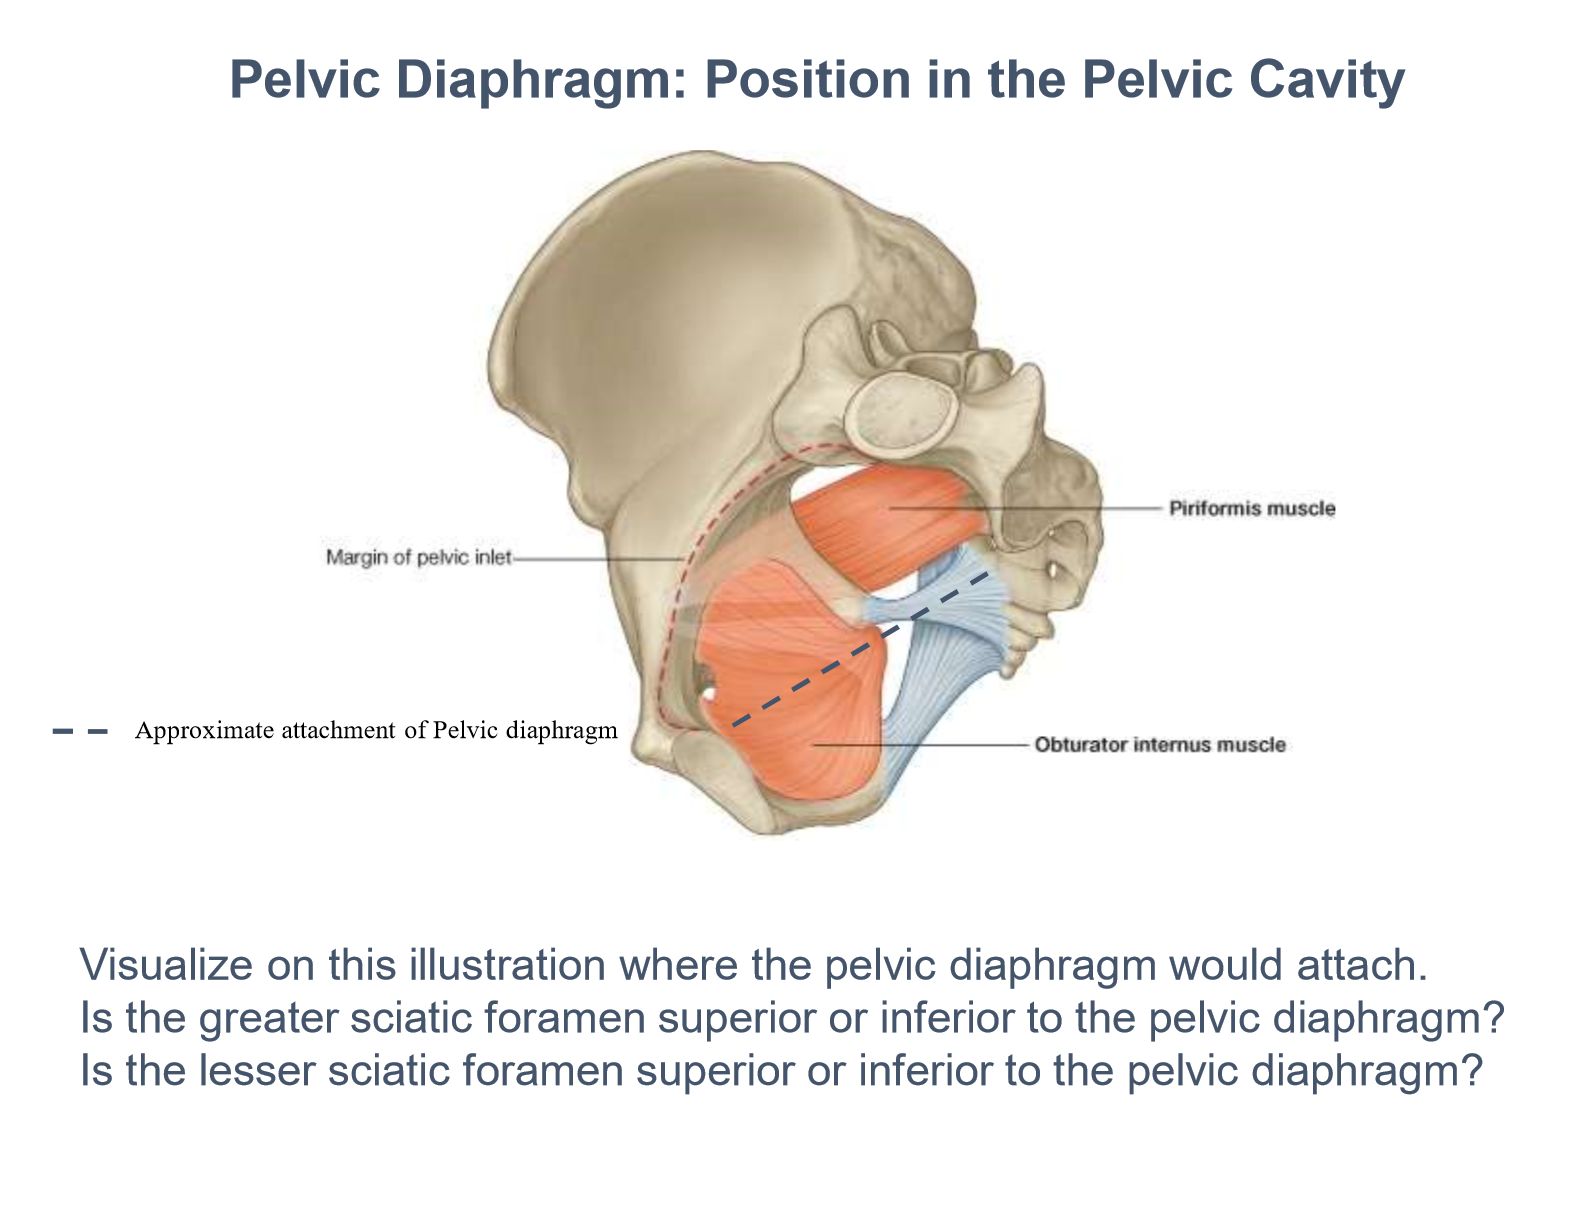 Pelvic Diaphragm: Position in the Pelvic Cavity
Piriformis muscle
Margin of pelvic inlet
Approximate attachment of Pelvic diaphragm
Obturator internus muscle
Visualize on this illustration where the pelvic diaphragm would attach.
Is the greater sciatic foramen superior or inferior to the pelvic diaphragm?
Is the lesser sciatic foramen superior or inferior to the pelvic diaphragm?